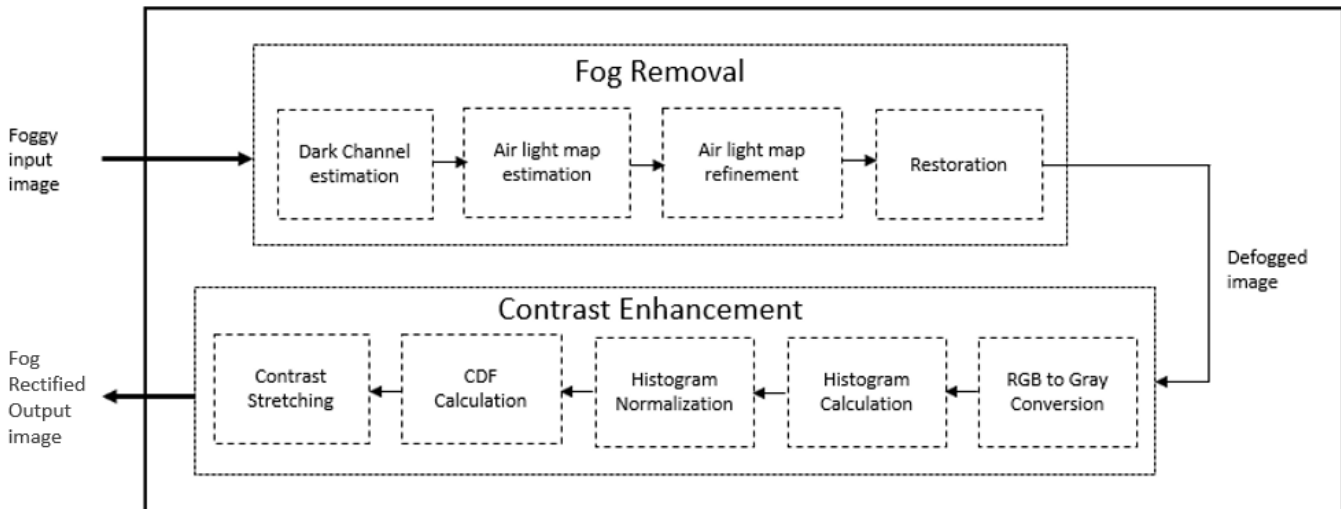 Fog Removal
Foggy
input
image
Dark Channel
estimation
Air light map
estimation
Air light map
refinement
Restoration
Defogged
image
Contrast Enhancement
RGB to Gray
Conversion
Histogram
Calculation
Histogram
Normalization
CDF
Calculation
Contrast
Stretching
Fog
Rectified
Output
image